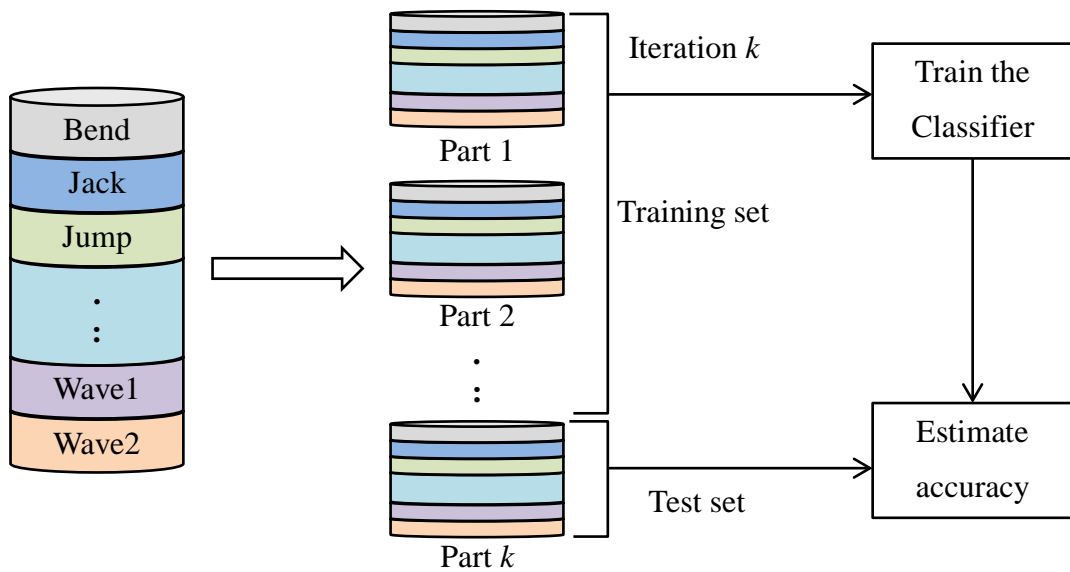 Bend
Jack
Jump
.
:
Wave1
Wave2
Part 1
Part 2
.
:
Part k
Iteration k
Training set
Test set
Train the
Classifier
Estimate
accuracy